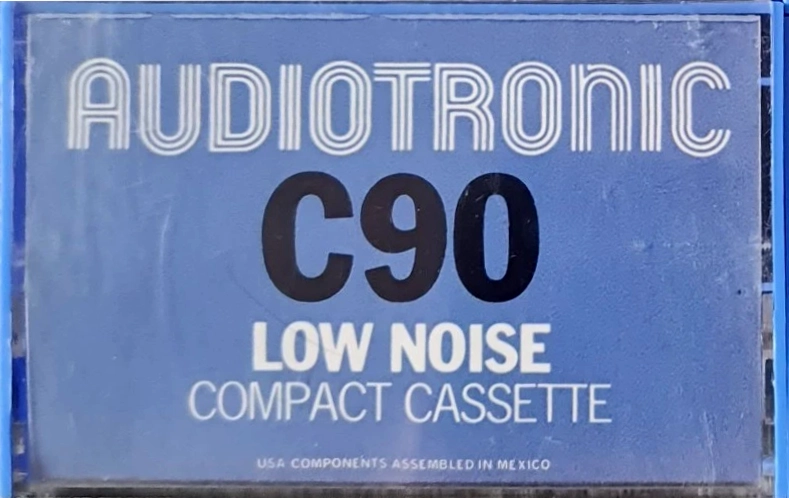 AUDIOTRONIC
C90
LOW NOISE
COMPACT CASSETTE
USA COMPONENTS ASSEMBLED IN MEXICO